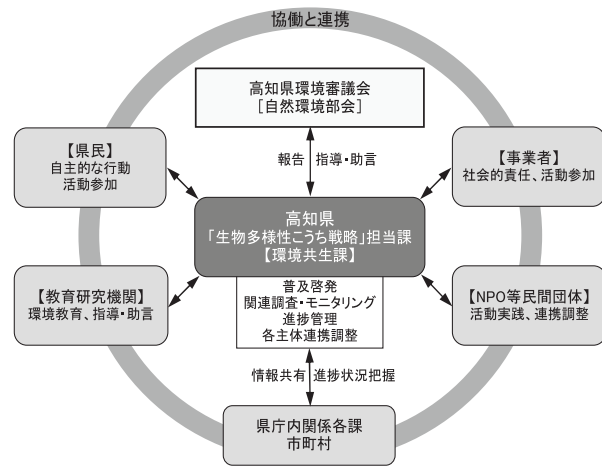 協働と連携
高知県環境審議会
［自然環境部会］
報告 指導・助言
【県民】
自主的な行動
活動参加
【事業者】
社会的責任、活動参加
高知県
「生物多様性こうち戦略」担当課
【環境共生課】
【教育研究機関】
環境教育、指導・助言
普及啓発
関連調査・モニタリング
進捗管理
各主体連携調整
【NPO等民間団体】
活動実践、連携調整
情報共有 進捗状況把握
県庁内関係各課
市町村